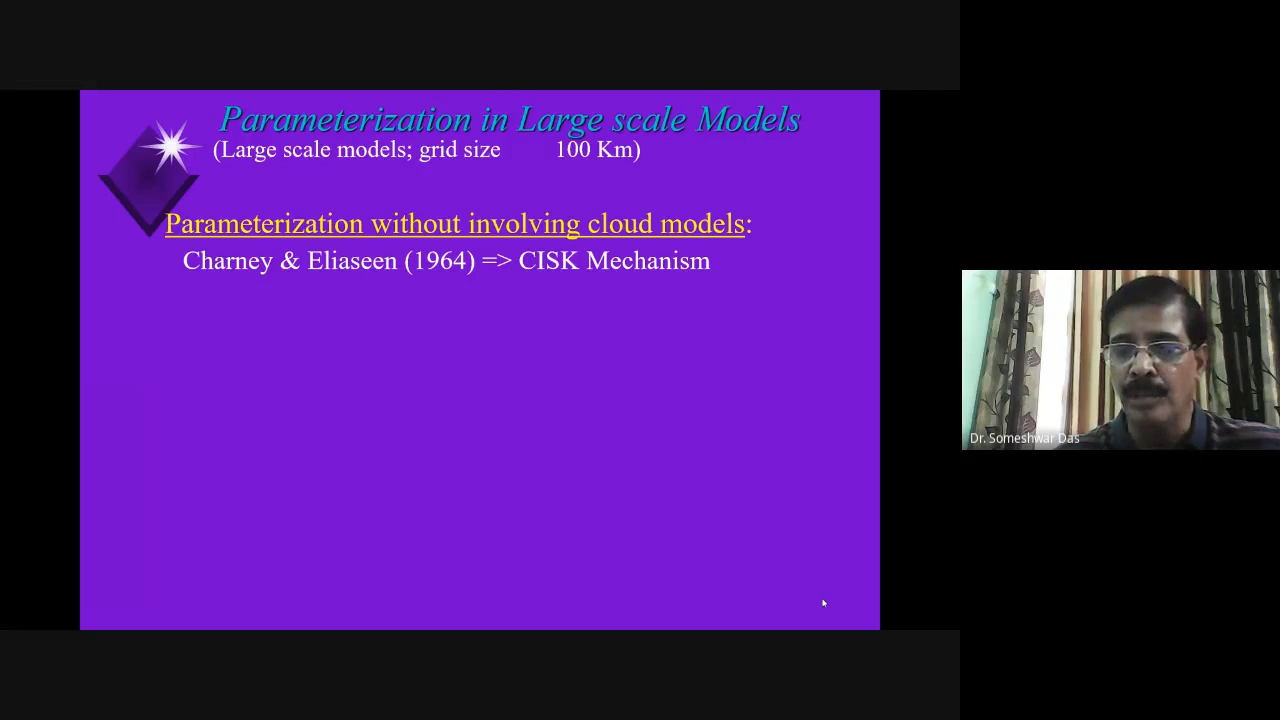 Parameterization in Large scale Models
(Large scale models; grid size 100 Km)
Parameterization without involving cloud models:
Charney & Eliaseen (1964) => CISK Mechanism
Dr. Someshwar Das